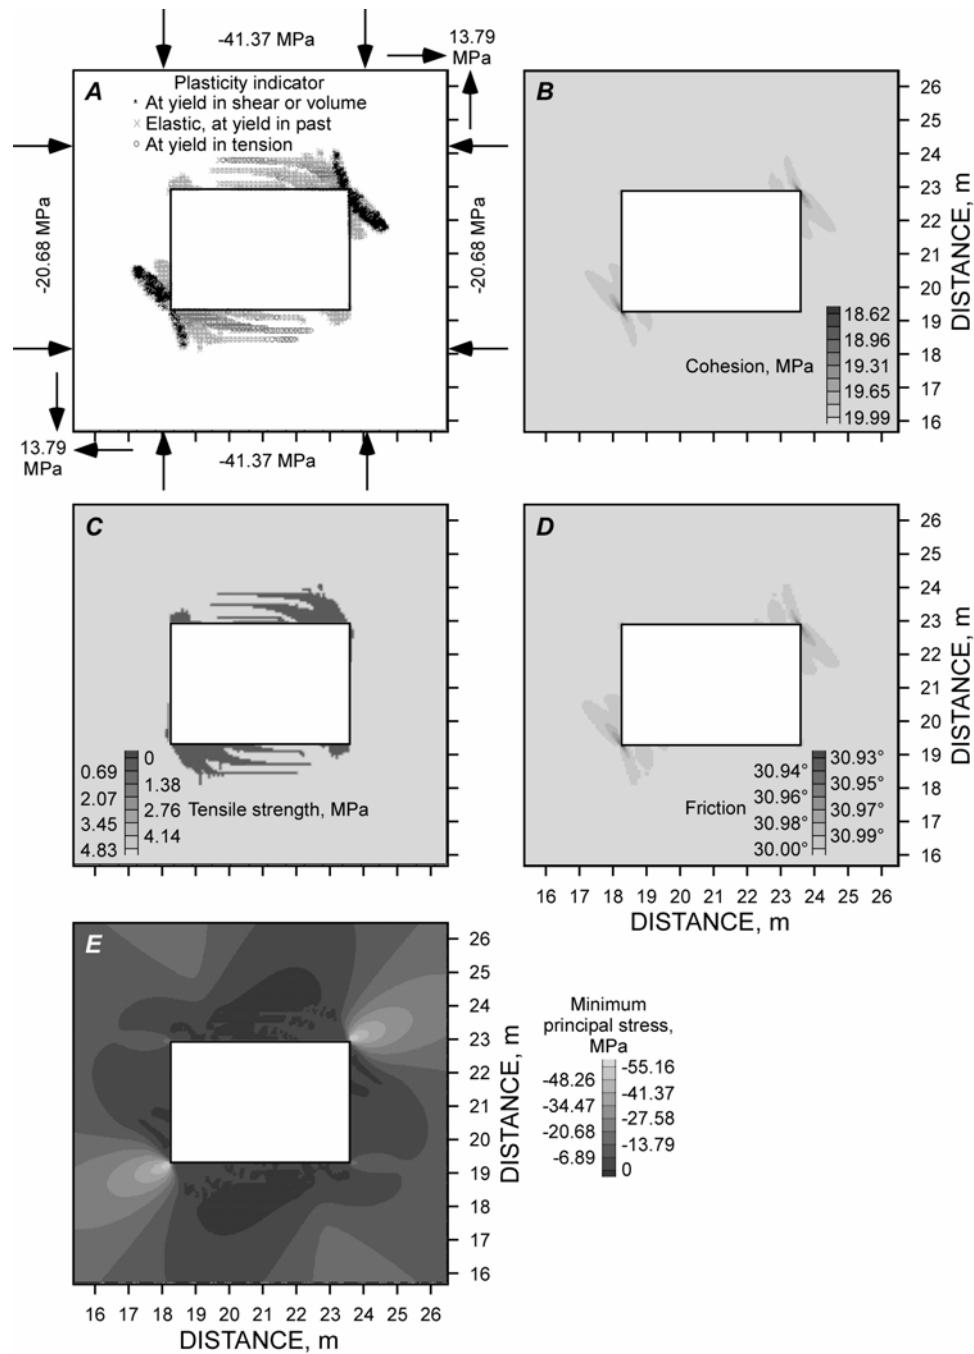 -41.37 MPa
13.79
MPa
A
Plasticity indicator
At yield in shear or volume
Elastic, at yield in past
At yield in tension
-20.68 MPa
-20.68 MPa
13.79
MPa
-41.37 MPa
B
26
25
24
23
22
21
20
19
18
17
16
DISTANCE, m
Cohesion, MPa
18.62
18.96
19.31
19.65
19.99
C
0
0.69
1.38
2.07
2.76
3.45
4.14
4.83
Tensile strength, MPa
D
26
25
24
23
22
21
20
19
18
17
16
DISTANCE, m
Friction
30.93°
30.94°
30.95°
30.96°
30.97°
30.98°
30.99°
30.00°
16 17 18 19 20 21 22 23 24 25 26
DISTANCE, m
E
26
25
24
23
22
21
20
19
18
17
16
DISTANCE, m
16 17 18 19 20 21 22 23 24 25 26
DISTANCE, m
Minimum
principal stress,
MPa
-55.16
-48.26
-41.37
-34.47
-27.58
-20.68
-13.79
-6.89
0